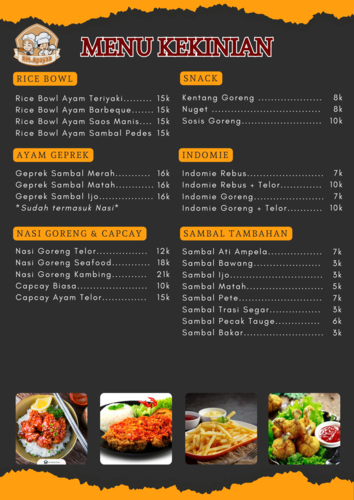 MENU KEKINIAN
RICE BOWL
Rice Bowl Ayam Teriyaki......... 15k
Rice Bowl Ayam Barbeque....... 15k
Rice Bowl Ayam Saos Manis.... 15k
Rice Bowl Ayam Sambal Pedes 15k
AYAM GEPREK
Geprek Sambal Merah............ 16k
Geprek Sambal Matah............ 16k
Geprek Sambal Ijo................. 16k
*Sudah termasuk Nasi*
NASI GORENG & CAPCAY
Nasi Goreng Telor................ 12k
Nasi Goreng Seafood............ 18k
Nasi Goreng Kambing........... 21k
Capcay Biasa...................... 10k
Capcay Ayam Telor.............. 15k
SNACK
Kentang Goreng .................... 8k
Nuget .................................. 8k
Sosis Goreng......................... 10k
INDOMIE
Indomie Rebus........................ 7k
Indomie Rebus + Telor............. 10k
Indomie Goreng...................... 7k
Indomie Goreng + Telor........... 10k
SAMBAL TAMBAHAN
Sambal Ati Ampela................. 7k
Sambal Bawang..................... 3k
Sambal Ijo............................. 3k
Sambal Matah........................ 5k
Sambal Pete.......................... 7k
Sambal Trasi Segar................ 3k
Sambal Pecak Tauge.............. 6k
Sambal Bakar......................... 3k